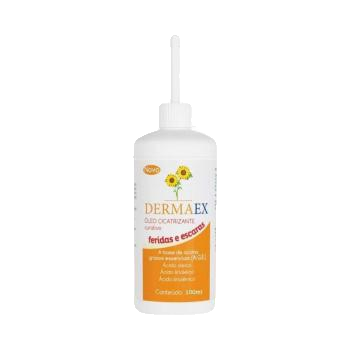 Novo
DERMAEX
ÓLEO CICATRIZANTE
curativo
feridas e escaras
A base de ácidos
graxos essenciais (AGE)
Ácido oleico
Ácido linoleico
Ácido linolênico
Conteúdo 100ml